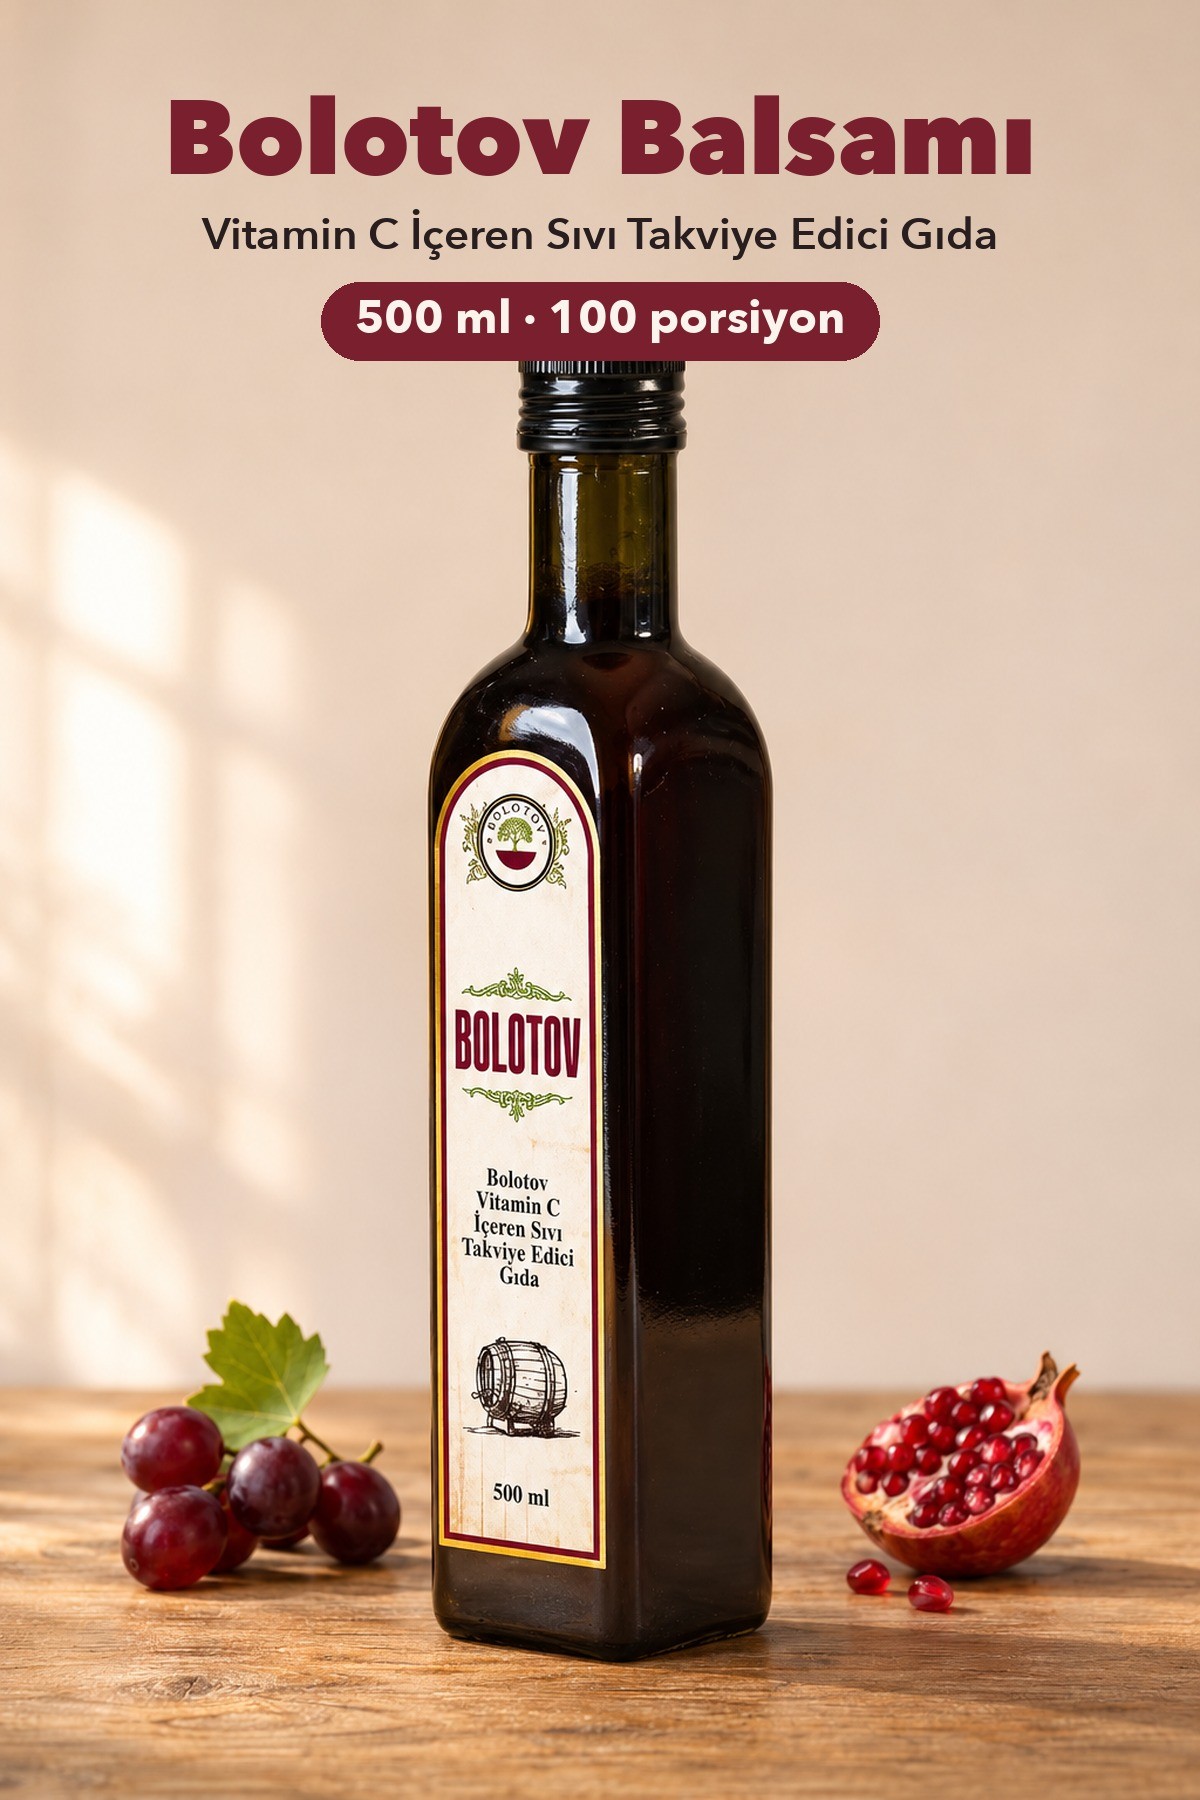 Bolotov Balsamı
Vitamin C İçeren Sıvı Takviye Edici Gıda
500 ml · 100 porsiyon
BOLOTOV
BOLOTOV
Bolotov
Vitamin C
İçeren Sıvı
Takviye Edici
Gıda
500 ml